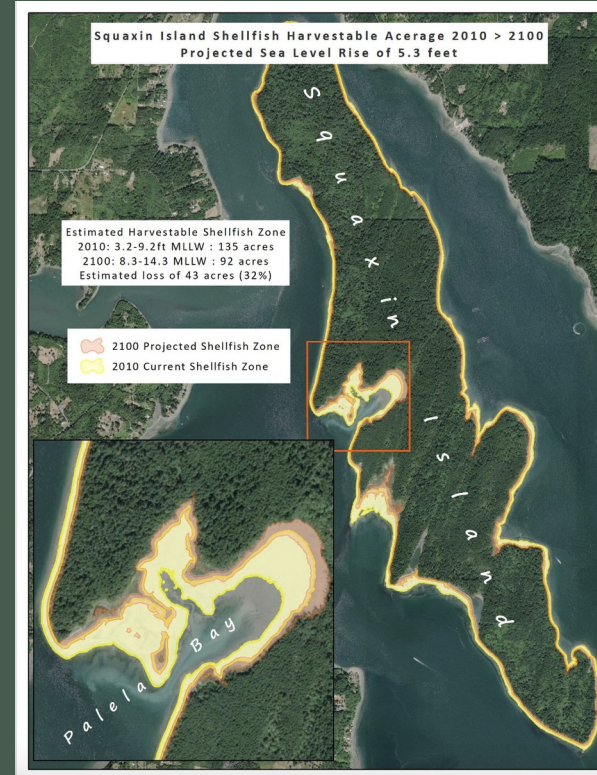 Squaxin Island Shellfish Harvestable Acerage 2010 > 2100
Projected Sea Level Rise of 5.3 feet
Squaxin Island
Estimated Harvestable Shellfish Zone
2010: 3.2-9.2ft MLLW : 135 acres
2100: 8.3-14.3 MLLW : 92 acres
Estimated loss of 43 acres (32%)
2100 Projected Shellfish Zone
2010 Current Shellfish Zone
Palela Bay